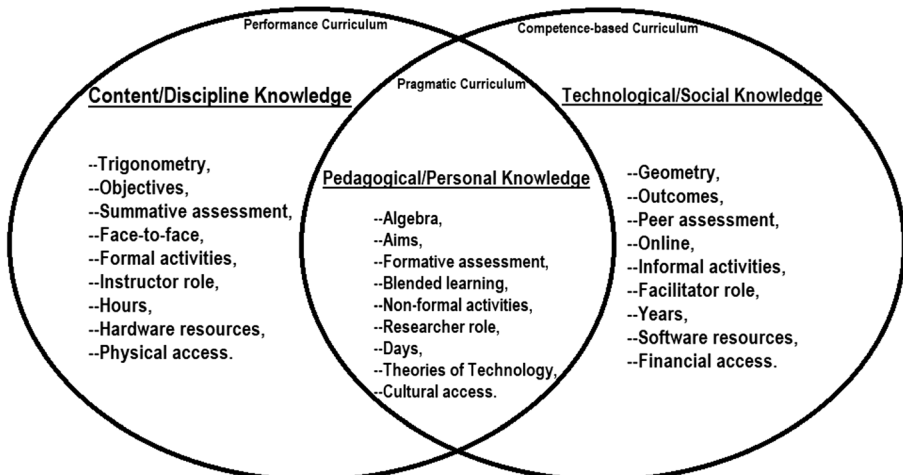 Performance Curriculum
Competence-based Curriculum
Pragmatic Curriculum
Content/Discipline Knowledge
--Trigonometry,
--Objectives,
--Summative assessment,
--Face-to-face,
--Formal activities,
--Instructor role,
--Hours,
--Hardware resources,
--Physical access.
Pedagogical/Personal Knowledge
--Algebra,
--Aims,
--Formative assessment,
--Blended learning,
--Non-formal activities,
--Researcher role,
--Days,
--Theories of Technology,
--Cultural access.
Technological/Social Knowledge
--Geometry,
--Outcomes,
--Peer assessment,
--Online,
--Informal activities,
--Facilitator role,
--Years,
--Software resources,
--Financial access.